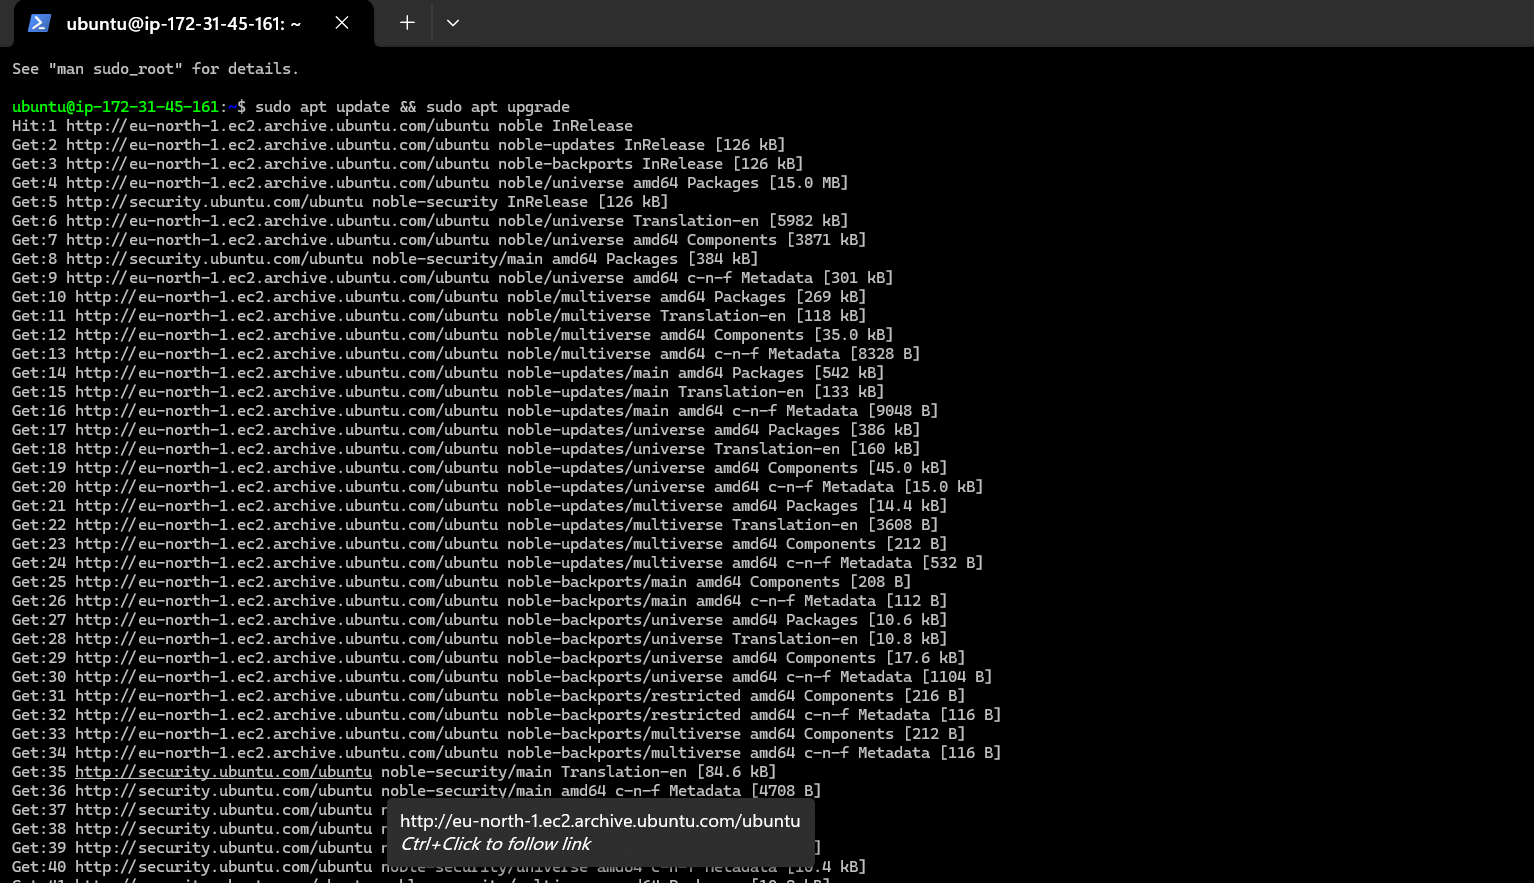 ubuntu@ip-172-31-45-161: ~
See "man sudo_root" for details.
ubuntu@ip-172-31-45-161:~$ sudo apt update && sudo apt upgrade
Hit:1 http://eu-north-1.ec2.archive.ubuntu.com/ubuntu noble InRelease
Get:2 http://eu-north-1.ec2.archive.ubuntu.com/ubuntu noble-updates InRelease [126 kB]
Get:3 http://eu-north-1.ec2.archive.ubuntu.com/ubuntu noble-backports InRelease [126 kB]
Get:4 http://eu-north-1.ec2.archive.ubuntu.com/ubuntu noble/universe amd64 Packages [15.0 MB]
Get:5 http://security.ubuntu.com/ubuntu noble-security InRelease [126 kB]
Get:6 http://eu-north-1.ec2.archive.ubuntu.com/ubuntu noble/universe Translation-en [5982 kB]
Get:7 http://eu-north-1.ec2.archive.ubuntu.com/ubuntu noble/universe amd64 Components [3871 kB]
Get:8 http://security.ubuntu.com/ubuntu noble-security/main amd64 Packages [384 kB]
Get:9 http://eu-north-1.ec2.archive.ubuntu.com/ubuntu noble/universe amd64 c-n-f Metadata [301 kB]
Get:10 http://eu-north-1.ec2.archive.ubuntu.com/ubuntu noble/multiverse amd64 Packages [269 kB]
Get:11 http://eu-north-1.ec2.archive.ubuntu.com/ubuntu noble/multiverse Translation-en [118 kB]
Get:12 http://eu-north-1.ec2.archive.ubuntu.com/ubuntu noble/multiverse amd64 Components [35.0 kB]
Get:13 http://eu-north-1.ec2.archive.ubuntu.com/ubuntu noble/multiverse amd64 c-n-f Metadata [8328 B]
Get:14 http://eu-north-1.ec2.archive.ubuntu.com/ubuntu noble-updates/main amd64 Packages [542 kB]
Get:15 http://eu-north-1.ec2.archive.ubuntu.com/ubuntu noble-updates/main Translation-en [133 kB]
Get:16 http://eu-north-1.ec2.archive.ubuntu.com/ubuntu noble-updates/main amd64 c-n-f Metadata [9048 B]
Get:17 http://eu-north-1.ec2.archive.ubuntu.com/ubuntu noble-updates/universe amd64 Packages [386 kB]
Get:18 http://eu-north-1.ec2.archive.ubuntu.com/ubuntu noble-updates/universe Translation-en [160 kB]
Get:19 http://eu-north-1.ec2.archive.ubuntu.com/ubuntu noble-updates/universe amd64 Components [45.0 kB]
Get:20 http://eu-north-1.ec2.archive.ubuntu.com/ubuntu noble-updates/universe amd64 c-n-f Metadata [15.0 kB]
Get:21 http://eu-north-1.ec2.archive.ubuntu.com/ubuntu noble-updates/multiverse amd64 Packages [14.4 kB]
Get:22 http://eu-north-1.ec2.archive.ubuntu.com/ubuntu noble-updates/multiverse Translation-en [3608 B]
Get:23 http://eu-north-1.ec2.archive.ubuntu.com/ubuntu noble-updates/multiverse amd64 Components [212 B]
Get:24 http://eu-north-1.ec2.archive.ubuntu.com/ubuntu noble-updates/multiverse amd64 c-n-f Metadata [532 B]
Get:25 http://eu-north-1.ec2.archive.ubuntu.com/ubuntu noble-backports/main amd64 Components [208 B]
Get:26 http://eu-north-1.ec2.archive.ubuntu.com/ubuntu noble-backports/main amd64 c-n-f Metadata [112 B]
Get:27 http://eu-north-1.ec2.archive.ubuntu.com/ubuntu noble-backports/universe amd64 Packages [10.6 kB]
Get:28 http://eu-north-1.ec2.archive.ubuntu.com/ubuntu noble-backports/universe Translation-en [10.8 kB]
Get:29 http://eu-north-1.ec2.archive.ubuntu.com/ubuntu noble-backports/universe amd64 Components [17.6 kB]
Get:30 http://eu-north-1.ec2.archive.ubuntu.com/ubuntu noble-backports/universe amd64 c-n-f Metadata [1104 B]
Get:31 http://eu-north-1.ec2.archive.ubuntu.com/ubuntu noble-backports/restricted amd64 Components [216 B]
Get:32 http://eu-north-1.ec2.archive.ubuntu.com/ubuntu noble-backports/restricted amd64 c-n-f Metadata [116 B]
Get:33 http://eu-north-1.ec2.archive.ubuntu.com/ubuntu noble-backports/multiverse amd64 Components [212 B]
Get:34 http://eu-north-1.ec2.archive.ubuntu.com/ubuntu noble-backports/multiverse amd64 c-n-f Metadata [116 B]
Get:35 http://security.ubuntu.com/ubuntu noble-security/main Translation-en [84.6 kB]
Get:36 http://security.ubuntu.com/ubuntu noble-security/main amd64 c-n-f Metadata [4708 B]
Get:37 http://security.ubuntu.com/ubuntu
Get:38 http://security.ubuntu.com/ubuntu
Get:39 http://security.ubuntu.com/ubuntu
Get:40 http://security.ubuntu.com/ubuntu noble-security/universe amd64 c-n-f Metadata [10.4 kB]
http://eu-north-1.ec2.archive.ubuntu.com/ubuntu
Ctrl+Click to follow link